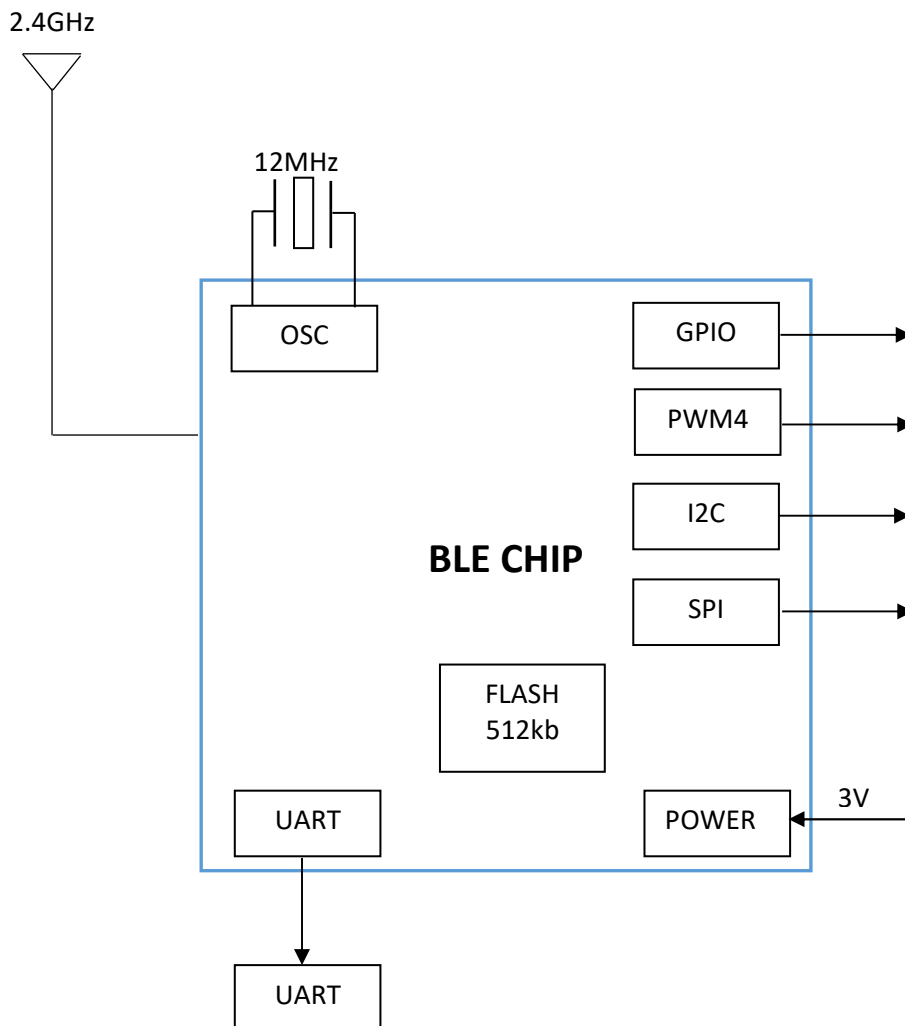 2.4GHz
12MHz
OSC
GPIO
PWM4
I2C
BLE CHIP
SPI
FLASH
512kb
UART
POWER
3V
UART